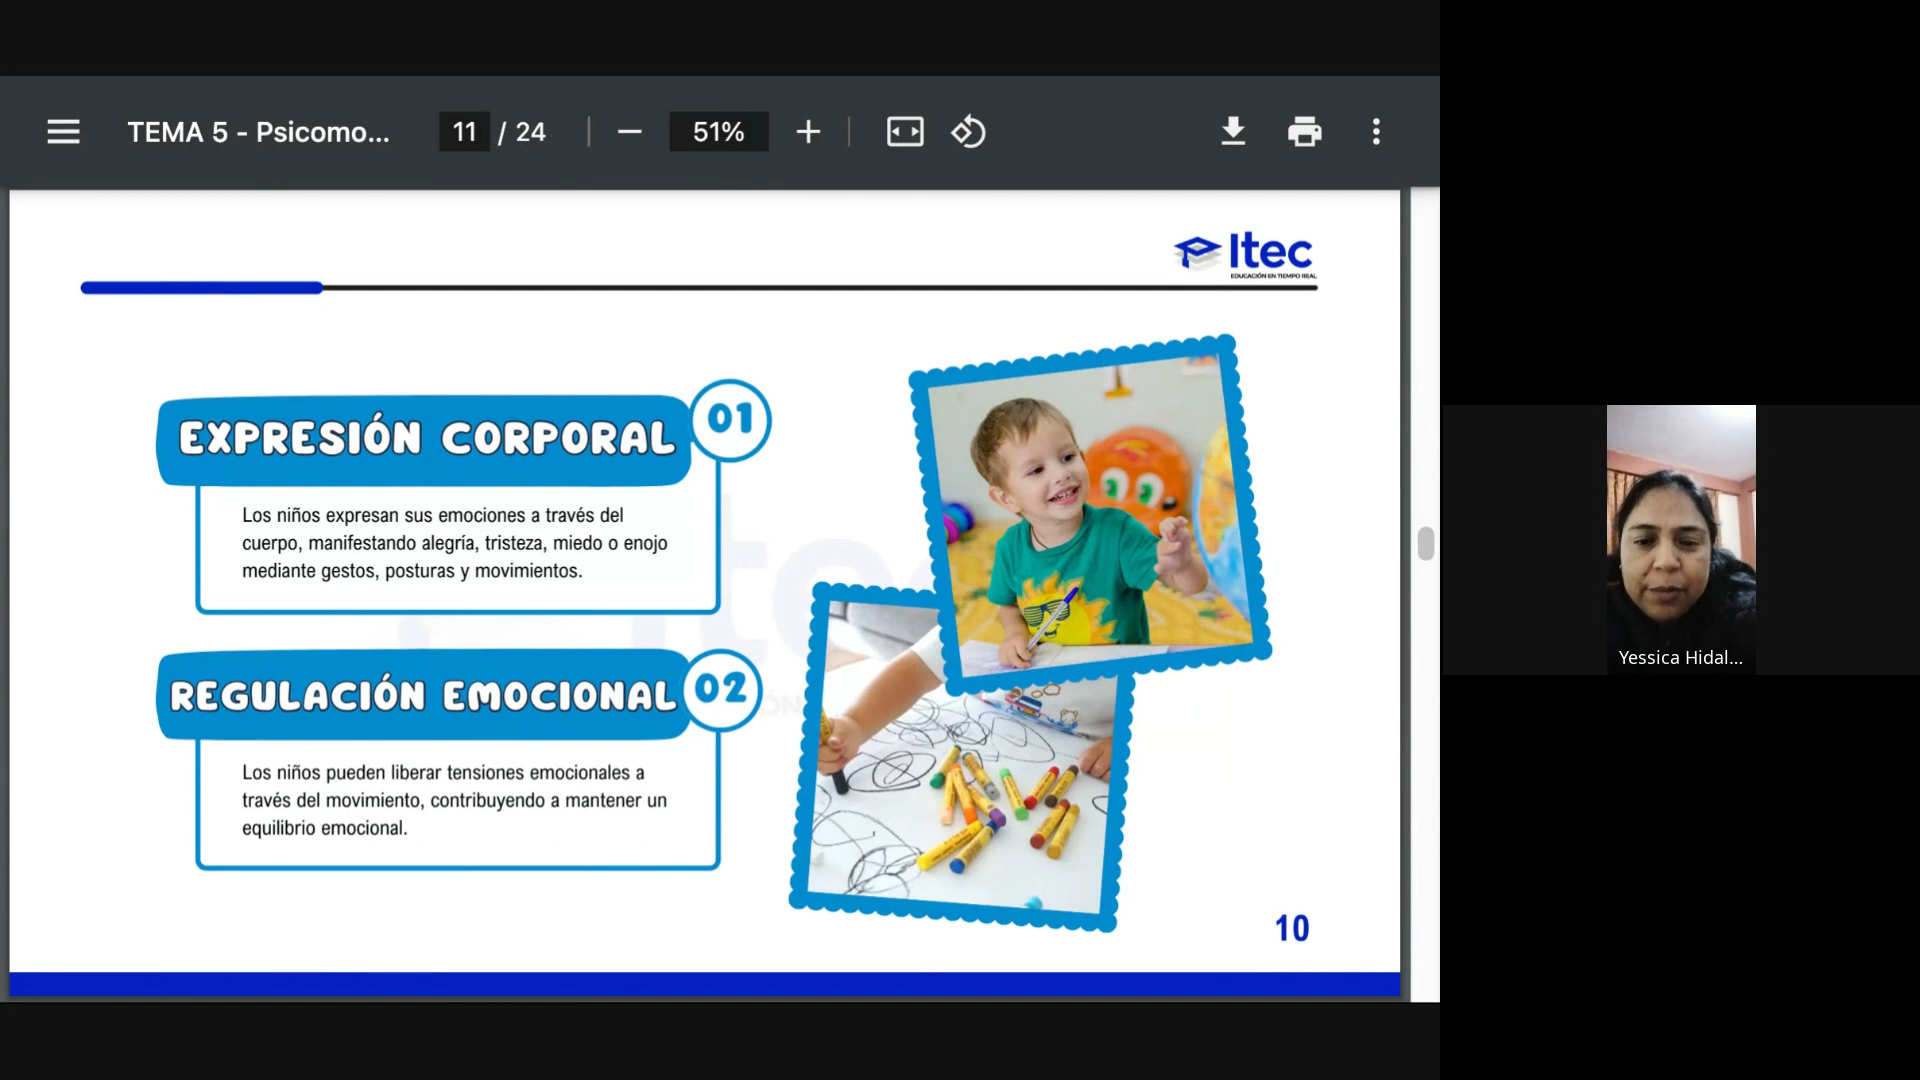 TEMA 5 - Psicomo...
11 / 24
51%
Itec
EDUCACIÓN EN TIEMPO REAL
EXPRESIÓN CORPORAL
01
Los niños expresan sus emociones a través del
cuerpo, manifestando alegría, tristeza, miedo o enojo
mediante gestos, posturas y movimientos.
REGULACIÓN EMOCIONAL
02
Los niños pueden liberar tensiones emocionales a
través del movimiento, contribuyendo a mantener un
equilibrio emocional.
10
Yessica Hidal...